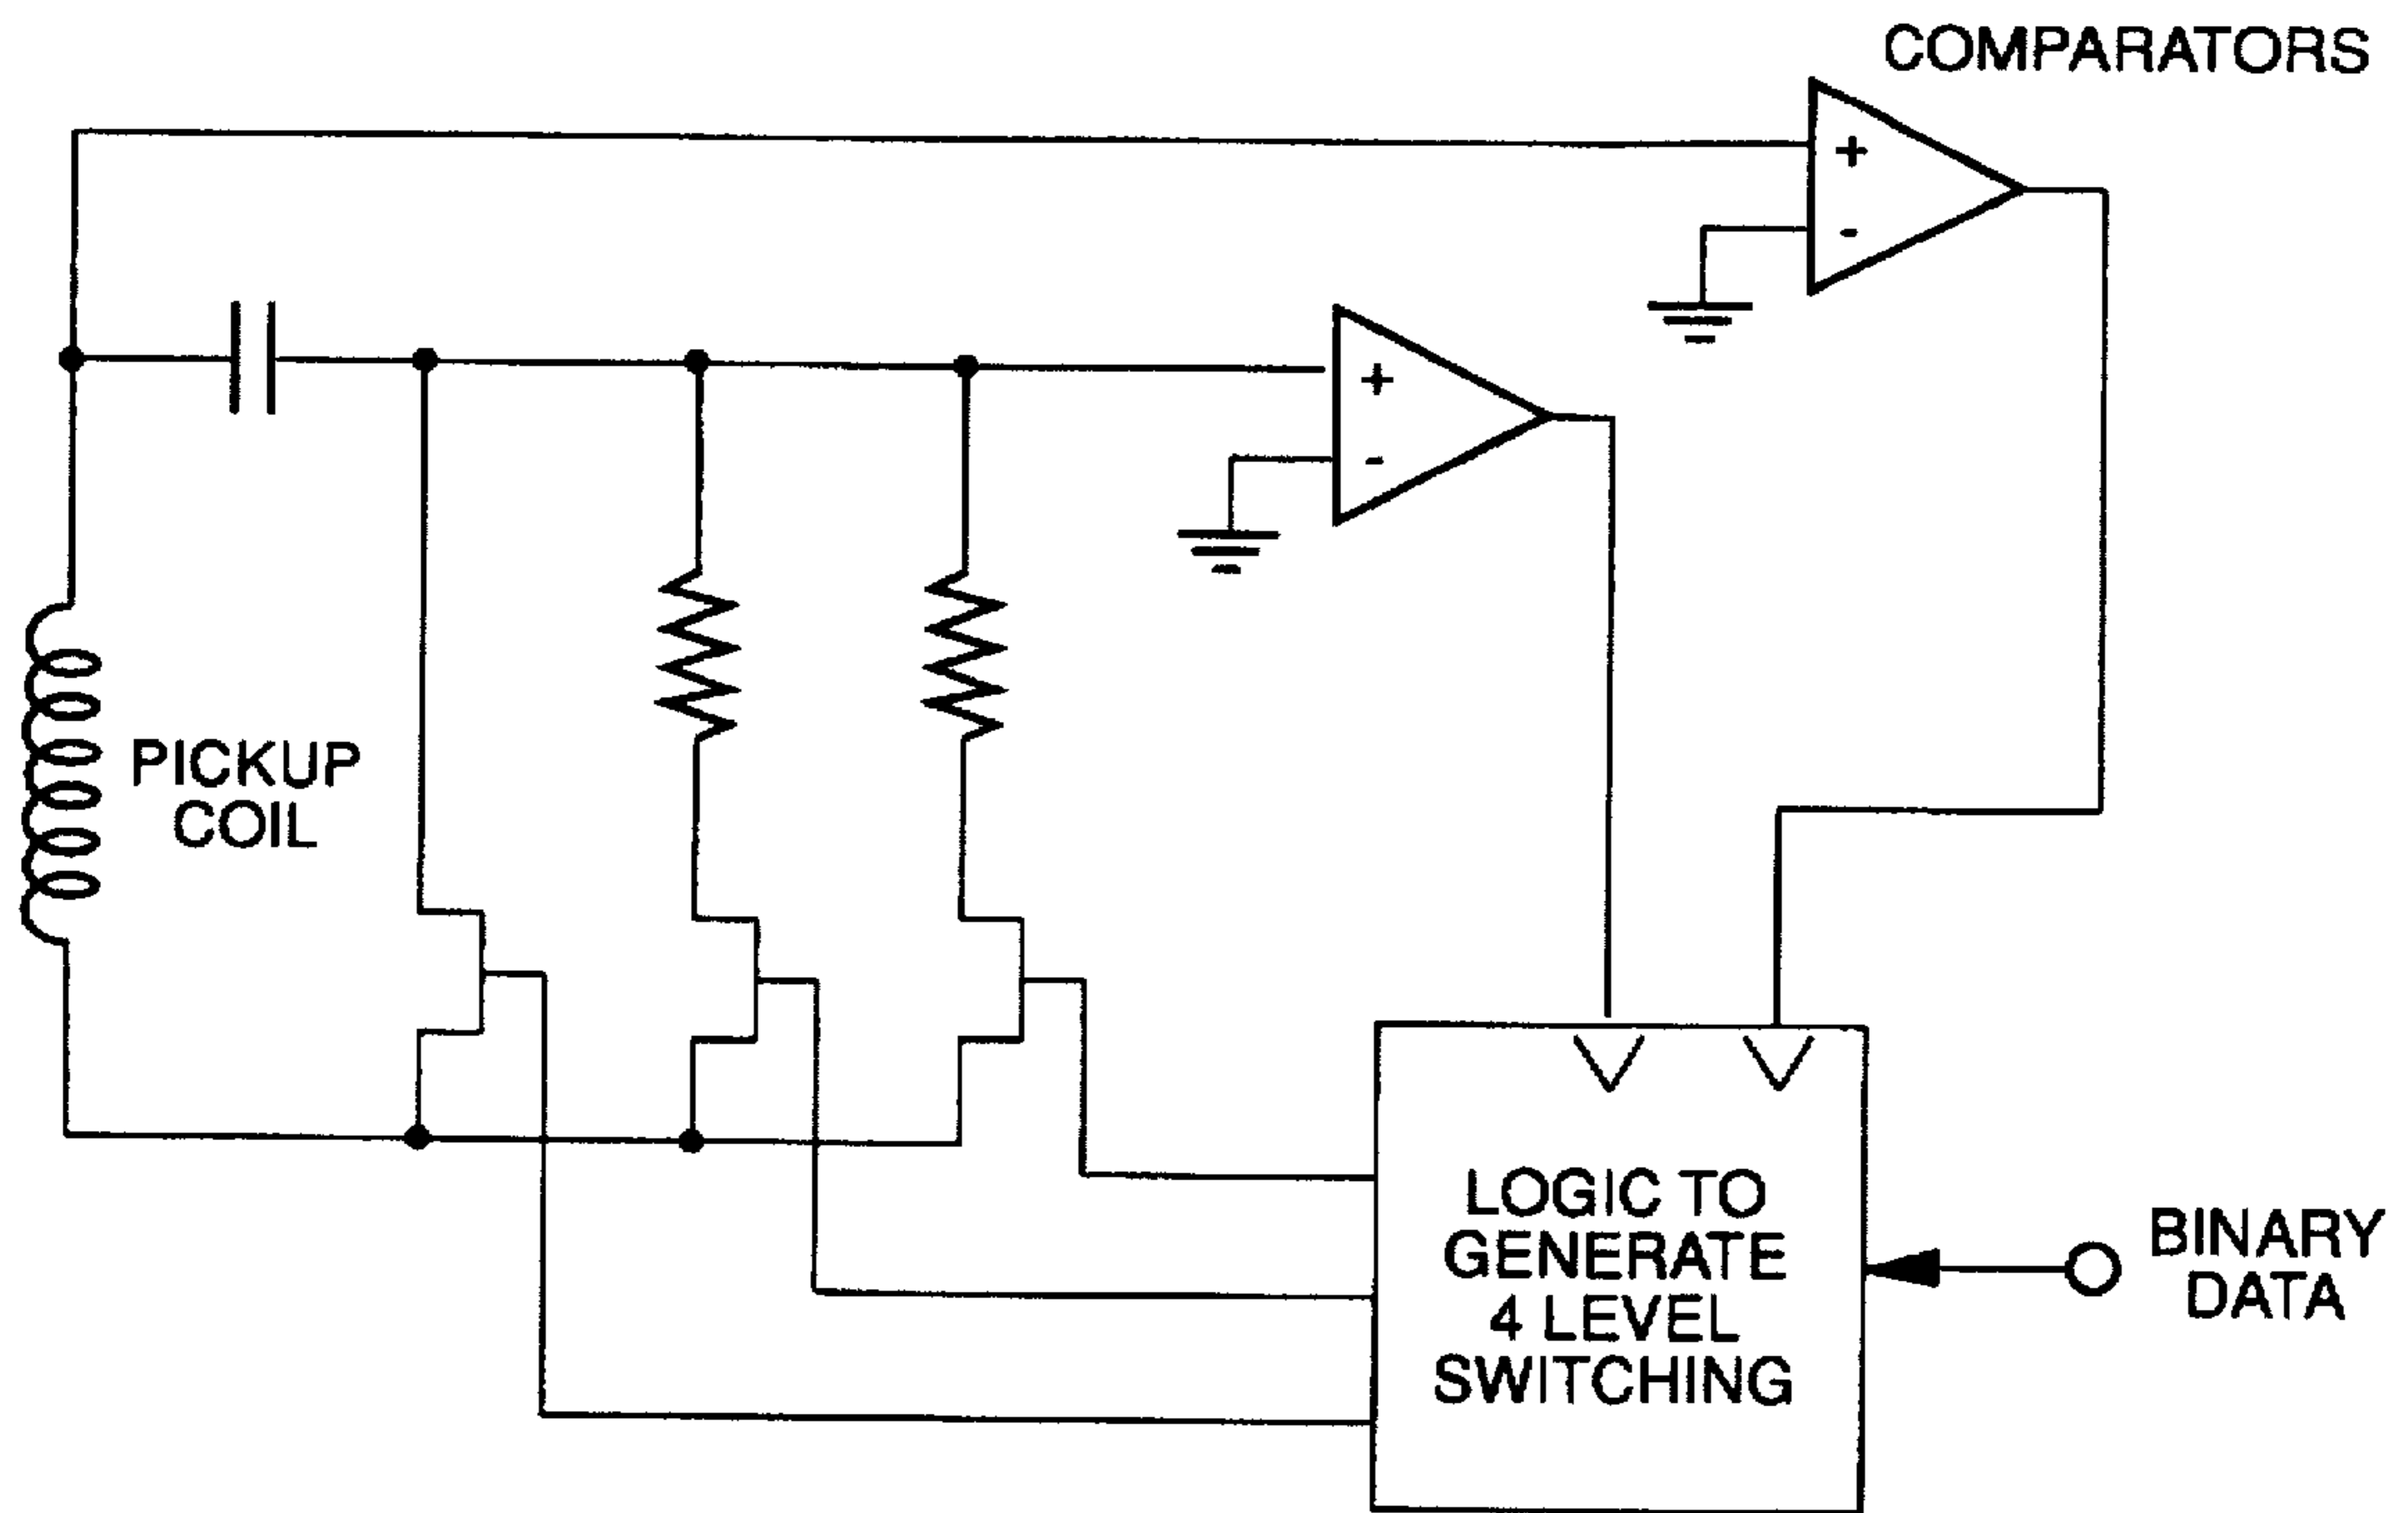 COMPARATORS
+
-
+
-
PICKUP
COIL
LOGIC TO
GENERATE
4 LEVEL
SWITCHING
BINARY
DATA